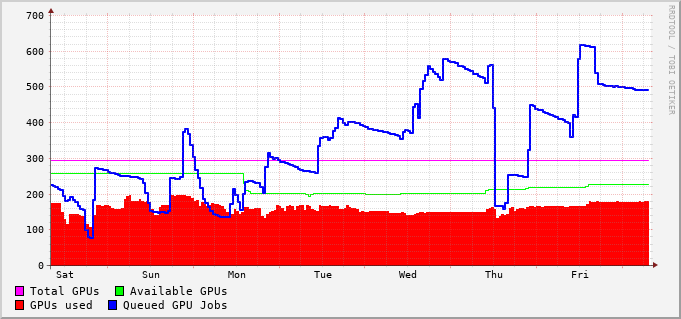 700
600
500
400
300
200
100
0
Sat Sun Mon Tue Wed Thu Fri
Total GPUs Available GPUs
GPUs used Queued GPU Jobs
RRDTOOL / TOBI OETIKER